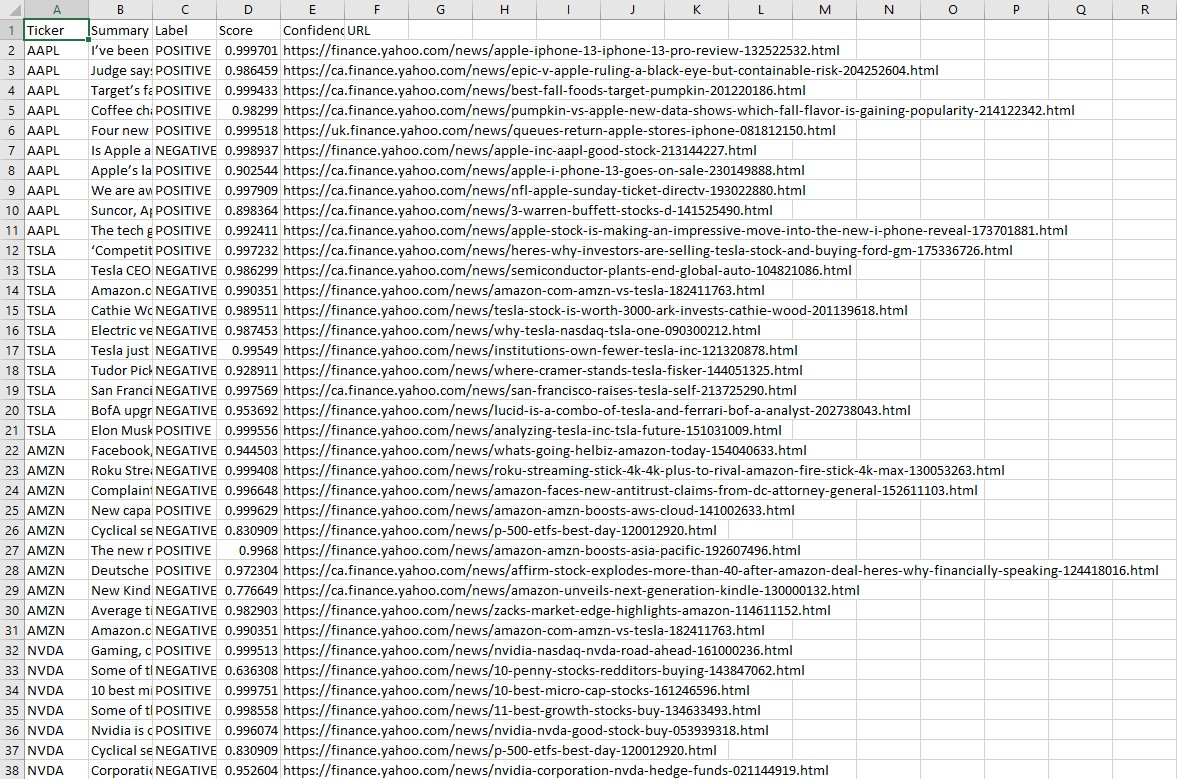 A B C D E F G H I J K L M N O P Q R
1 Ticker Summary Label Score Confidenc URL
2 AAPL I’ve been POSITIVE 0.999701 https://finance.yahoo.com/news/apple-iphone-13-iphone-13-pro-review-132522532.html
3 AAPL Judge says POSITIVE 0.986459 https://ca.finance.yahoo.com/news/epic-v-apple-ruling-a-black-eye-but-containable-risk-204252604.html
4 AAPL Target’s fa POSITIVE 0.999433 https://ca.finance.yahoo.com/news/best-fall-foods-target-pumpkin-201220186.html
5 AAPL Coffee cha POSITIVE 0.98299 https://ca.finance.yahoo.com/news/pumpkin-vs-apple-new-data-shows-which-fall-flavor-is-gaining-popularity-214122342.html
6 AAPL Four new POSITIVE 0.999518 https://uk.finance.yahoo.com/news/queues-return-apple-stores-iphone-081812150.html
7 AAPL Is Apple a NEGATIVE 0.998937 https://finance.yahoo.com/news/apple-inc-aapl-good-stock-213144227.html
8 AAPL Apple’s la POSITIVE 0.902544 https://ca.finance.yahoo.com/news/apple-i-phone-13-goes-on-sale-230149888.html
9 AAPL We are aw POSITIVE 0.997909 https://ca.finance.yahoo.com/news/nfl-apple-sunday-ticket-directv-193022880.html
10 AAPL Suncor, Ap POSITIVE 0.898364 https://ca.finance.yahoo.com/news/3-warren-buffett-stocks-d-141525490.html
11 AAPL The tech g POSITIVE 0.992411 https://ca.finance.yahoo.com/news/apple-stock-is-making-an-impressive-move-into-the-new-i-phone-reveal-173701881.html
12 TSLA ‘Competit POSITIVE 0.997232 https://ca.finance.yahoo.com/news/heres-why-investors-are-selling-tesla-stock-and-buying-ford-gm-175336726.html
13 TSLA Tesla CEO NEGATIVE 0.986299 https://ca.finance.yahoo.com/news/semiconductor-plants-end-global-auto-104821086.html
14 TSLA Amazon.c NEGATIVE 0.990351 https://finance.yahoo.com/news/amazon-com-amzn-vs-tesla-182411763.html
15 TSLA Cathie Wo NEGATIVE 0.989511 https://ca.finance.yahoo.com/news/tesla-stock-is-worth-3000-ark-invests-cathie-wood-201139618.html
16 TSLA Electric ve NEGATIVE 0.987453 https://finance.yahoo.com/news/why-tesla-nasdaq-tsla-one-090300212.html
17 TSLA Tesla just NEGATIVE 0.99549 https://finance.yahoo.com/news/institutions-own-fewer-tesla-inc-121320878.html
18 TSLA Tudor Pick NEGATIVE 0.928911 https://finance.yahoo.com/news/where-cramer-stands-tesla-fisker-144051325.html
19 TSLA San Franci NEGATIVE 0.997569 https://ca.finance.yahoo.com/news/san-francisco-raises-tesla-self-213725290.html
20 TSLA BofA upgr NEGATIVE 0.953692 https://finance.yahoo.com/news/lucid-is-a-combo-of-tesla-and-ferrari-bof-a-analyst-202738043.html
21 TSLA Elon Musk POSITIVE 0.999556 https://finance.yahoo.com/news/analyzing-tesla-inc-tsla-future-151031009.html
22 AMZN Facebook, NEGATIVE 0.944503 https://finance.yahoo.com/news/whats-going-helbiz-amazon-today-154040633.html
23 AMZN Roku Strea NEGATIVE 0.999408 https://finance.yahoo.com/news/roku-streaming-stick-4k-4k-plus-to-rival-amazon-fire-stick-4k-max-130053263.html
24 AMZN Complaint NEGATIVE 0.996648 https://finance.yahoo.com/news/amazon-faces-new-antitrust-claims-from-dc-attorney-general-152611103.html
25 AMZN New capa POSITIVE 0.999629 https://finance.yahoo.com/news/amazon-amzn-boosts-aws-cloud-141002633.html
26 AMZN Cyclical se NEGATIVE 0.830909 https://finance.yahoo.com/news/p-500-etfs-best-day-120012920.html
27 AMZN The new r POSITIVE 0.9968 https://finance.yahoo.com/news/amazon-amzn-boosts-asia-pacific-192607496.html
28 AMZN Deutsche POSITIVE 0.972304 https://ca.finance.yahoo.com/news/affirm-stock-explodes-more-than-40-after-amazon-deal-heres-why-financially-speaking-124418016.html
29 AMZN New Kind NEGATIVE 0.776649 https://ca.finance.yahoo.com/news/amazon-unveils-next-generation-kindle-130000132.html
30 AMZN Average ti NEGATIVE 0.982903 https://finance.yahoo.com/news/zacks-market-edge-highlights-amazon-114611152.html
31 AMZN Amazon.c NEGATIVE 0.990351 https://finance.yahoo.com/news/amazon-com-amzn-vs-tesla-182411763.html
32 NVDA Gaming, c POSITIVE 0.999513 https://finance.yahoo.com/news/nvidia-nasdaq-nvda-road-ahead-161000236.html
33 NVDA Some of tl NEGATIVE 0.636308 https://finance.yahoo.com/news/10-penny-stocks-redditors-buying-143847062.html
34 NVDA 10 best mi POSITIVE 0.999751 https://finance.yahoo.com/news/10-best-micro-cap-stocks-161246596.html
35 NVDA Some of t POSITIVE 0.998558 https://finance.yahoo.com/news/11-best-growth-stocks-buy-134633493.html
36 NVDA Nvidia is c POSITIVE 0.996074 https://finance.yahoo.com/news/nvidia-nvda-good-stock-buy-053939318.html
37 NVDA Cyclical se NEGATIVE 0.830909 https://finance.yahoo.com/news/p-500-etfs-best-day-120012920.html
38 NVDA Corporati NEGATIVE 0.952604 https://finance.yahoo.com/news/nvidia-corporation-nvda-hedge-funds-021144919.html